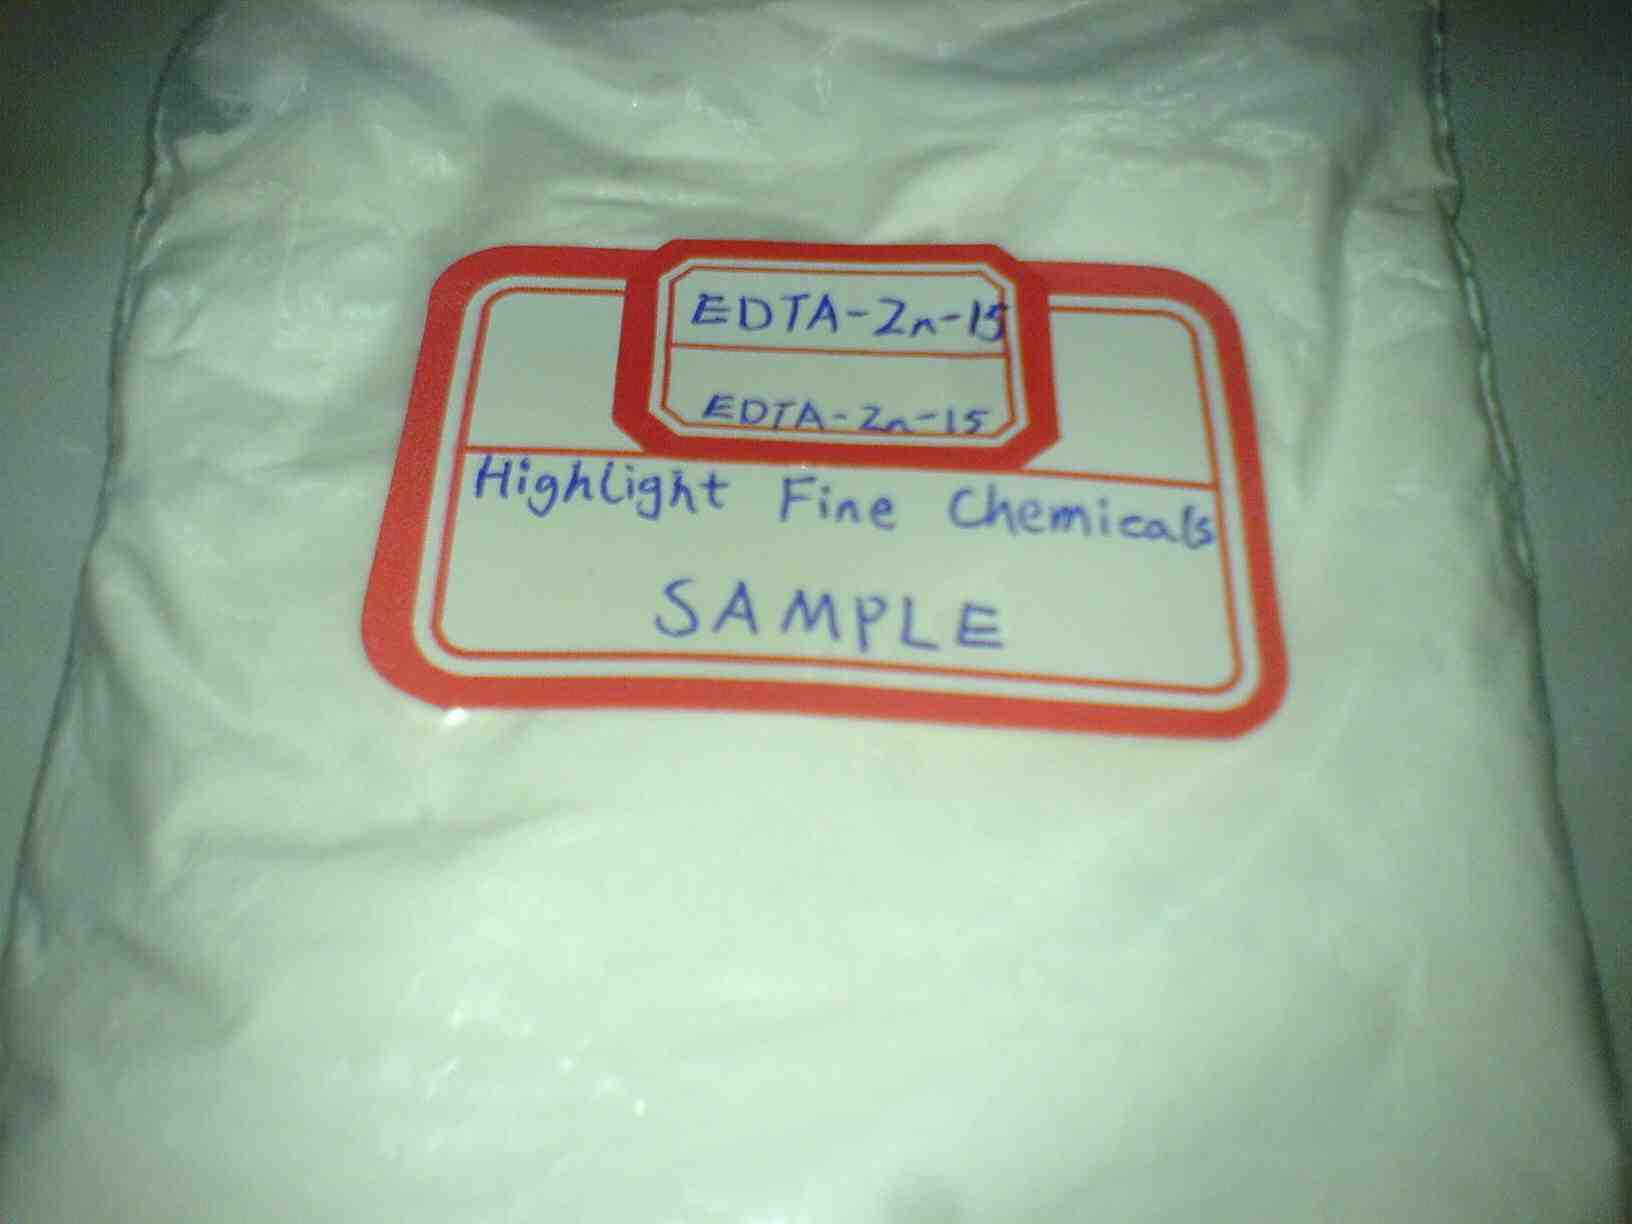 EDTA-Zn-15
EDTA-Zn-15
Highlight Fine Chemicals
SAMPLE